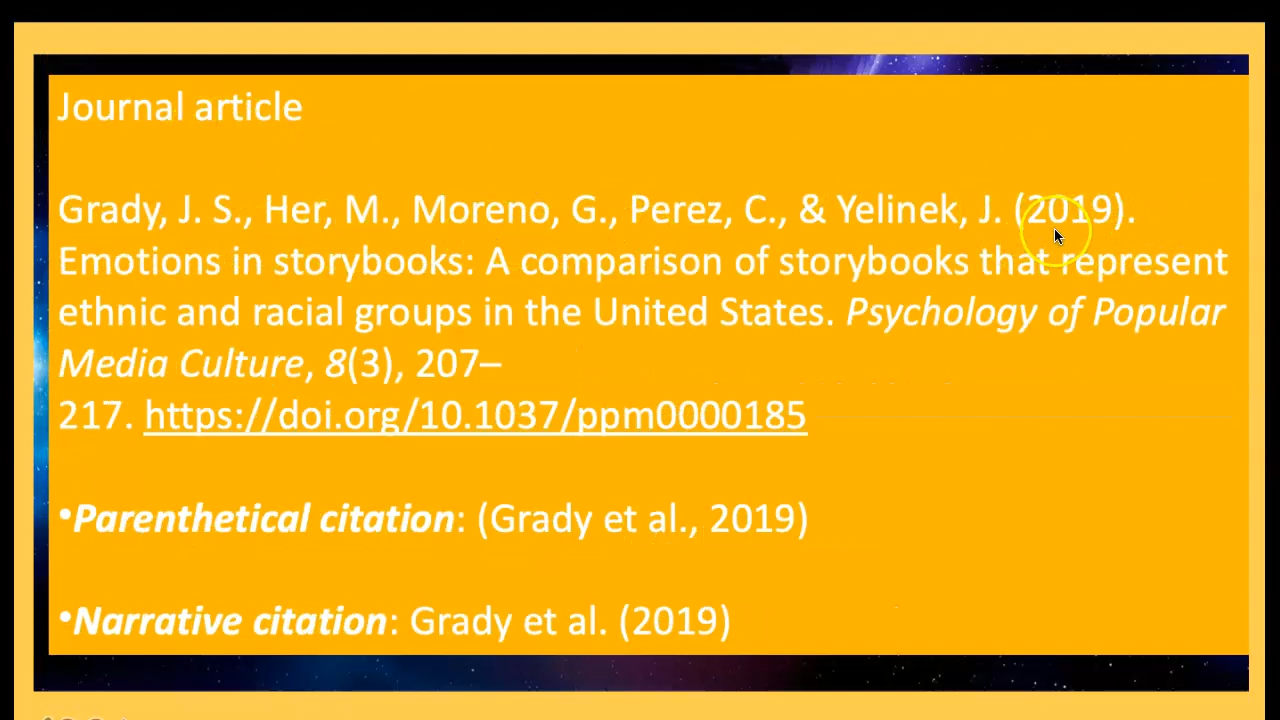 Journal article
Grady, J. S., Her, M., Moreno, G., Perez, C., & Yelinek, J. (2019).
Emotions in storybooks: A comparison of storybooks that represent
ethnic and racial groups in the United States. Psychology of Popular
Media Culture, 8(3), 207–
217. https://doi.org/10.1037/ppm0000185
•Parenthetical citation: (Grady et al., 2019)
•Narrative citation: Grady et al. (2019)